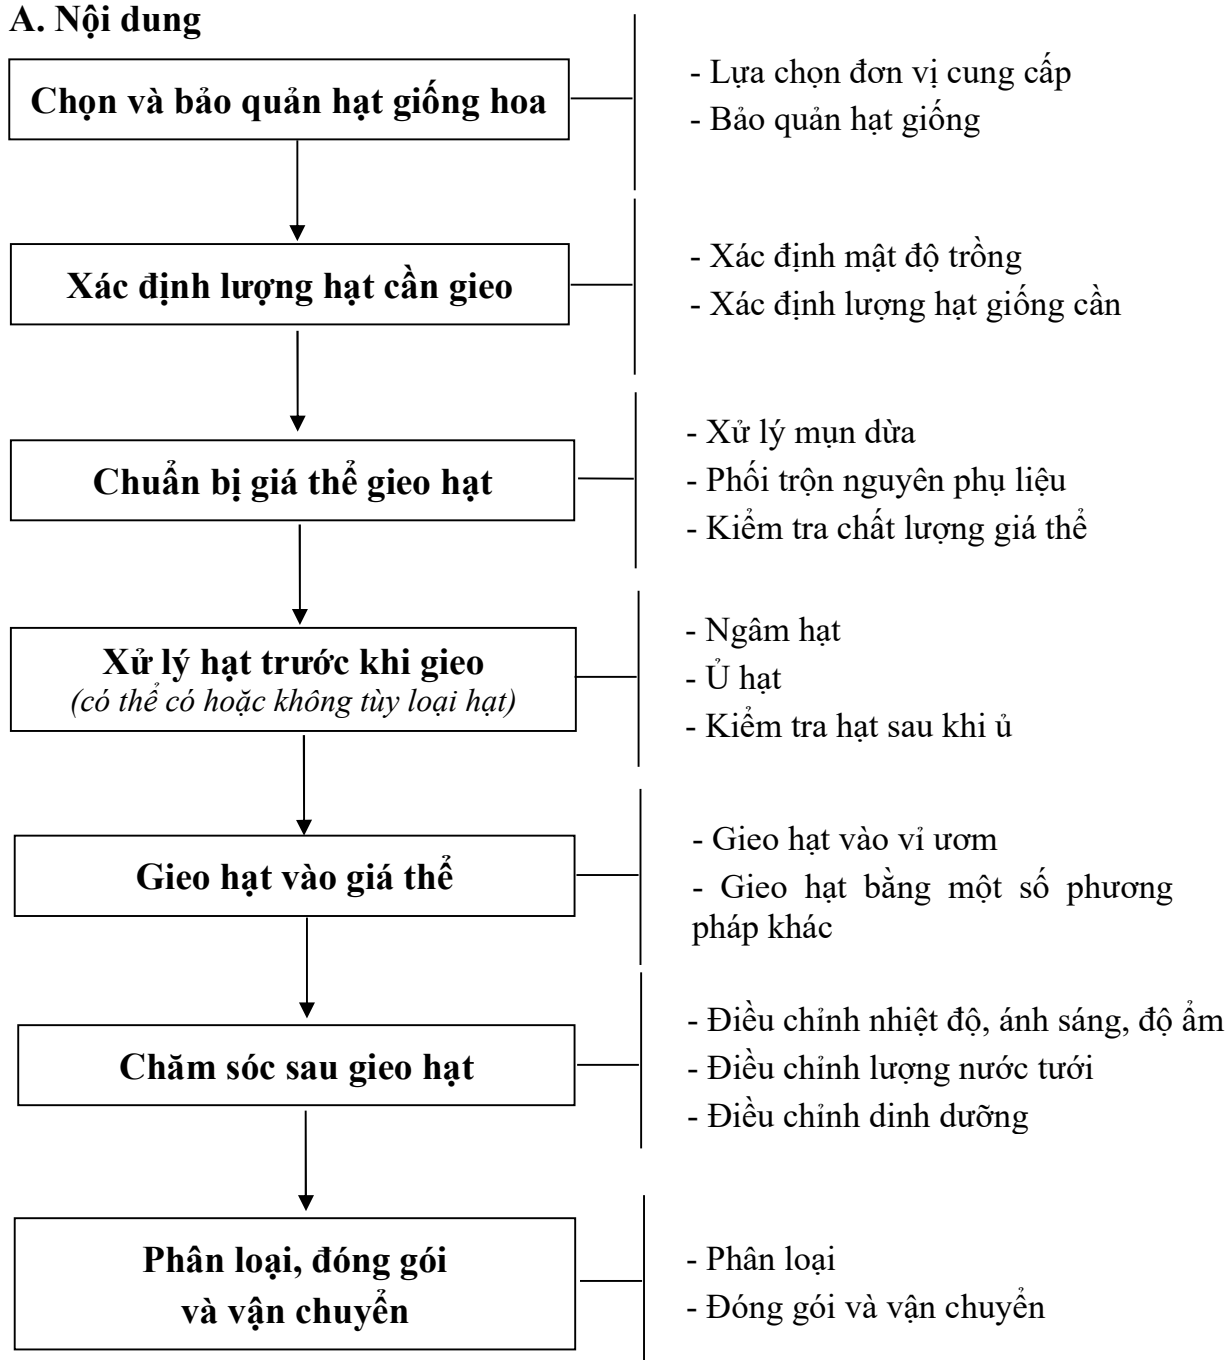 A. Nội dung
Chọn và bảo quản hạt giống hoa
- Lựa chọn đơn vị cung cấp
- Bảo quản hạt giống
Xác định lượng hạt cần gieo
- Xác định mật độ trồng
- Xác định lượng hạt giống cần
Chuẩn bị giá thể gieo hạt
- Xử lý mụn dừa
- Phối trộn nguyên phụ liệu
- Kiểm tra chất lượng giá thể
Xử lý hạt trước khi gieo
(có thể có hoặc không tùy loại hạt)
- Ngâm hạt
- Ủ hạt
- Kiểm tra hạt sau khi ủ
Gieo hạt vào giá thể
- Gieo hạt vào vỉ ươm
- Gieo hạt bằng một số phương
pháp khác
Chăm sóc sau gieo hạt
- Điều chỉnh nhiệt độ, ánh sáng, độ ẩm
- Điều chỉnh lượng nước tưới
- Điều chỉnh dinh dưỡng
Phân loại, đóng gói
và vận chuyển
- Phân loại
- Đóng gói và vận chuyển